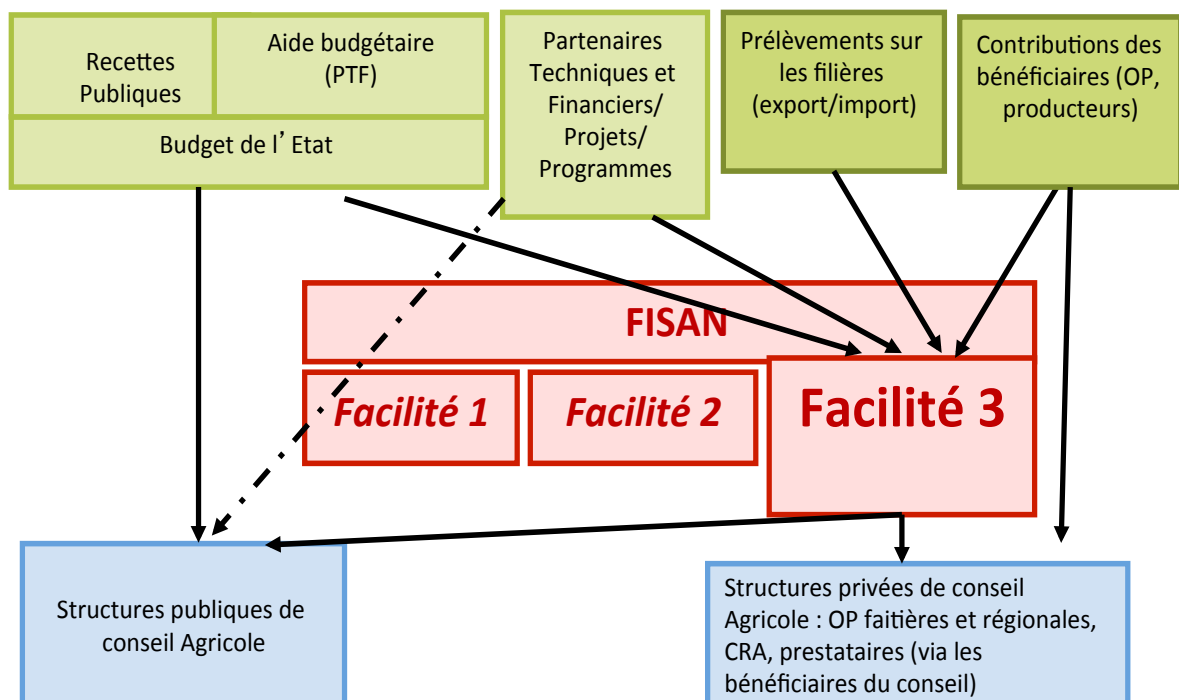 Recettes
Publiques
Aide budgétaire
(PTF)
Budget de l’ Etat
Partenaires
Techniques et
Financiers/
Projets/
Programmes
Prélèvements sur
les filières
(export/import)
Contributions des
bénéficiaires (OP,
producteurs)
FISAN
Facilité 1
Facilité 2
Facilité 3
Structures publiques de
conseil Agricole
Structures privées de conseil
Agricole : OP faitières et régionales,
CRA, prestataires (via les
bénéficiaires du conseil)